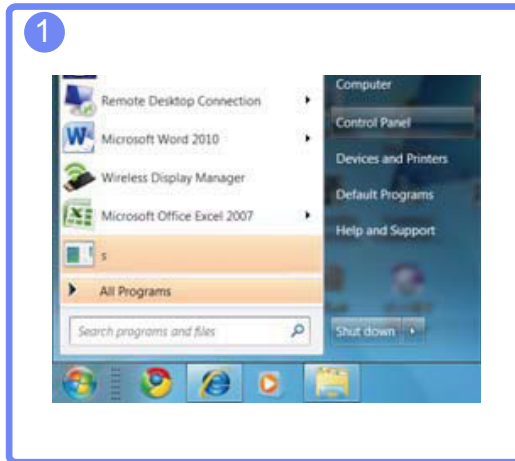 1
Remote Desktop Connection
Microsoft Word 2010
Wireless Display Manager
Microsoft Office Excel 2007
s
All Programs
Search programs and files
Computer
Control Panel
Devices and Printers
Default Programs
Help and Support
Shut down